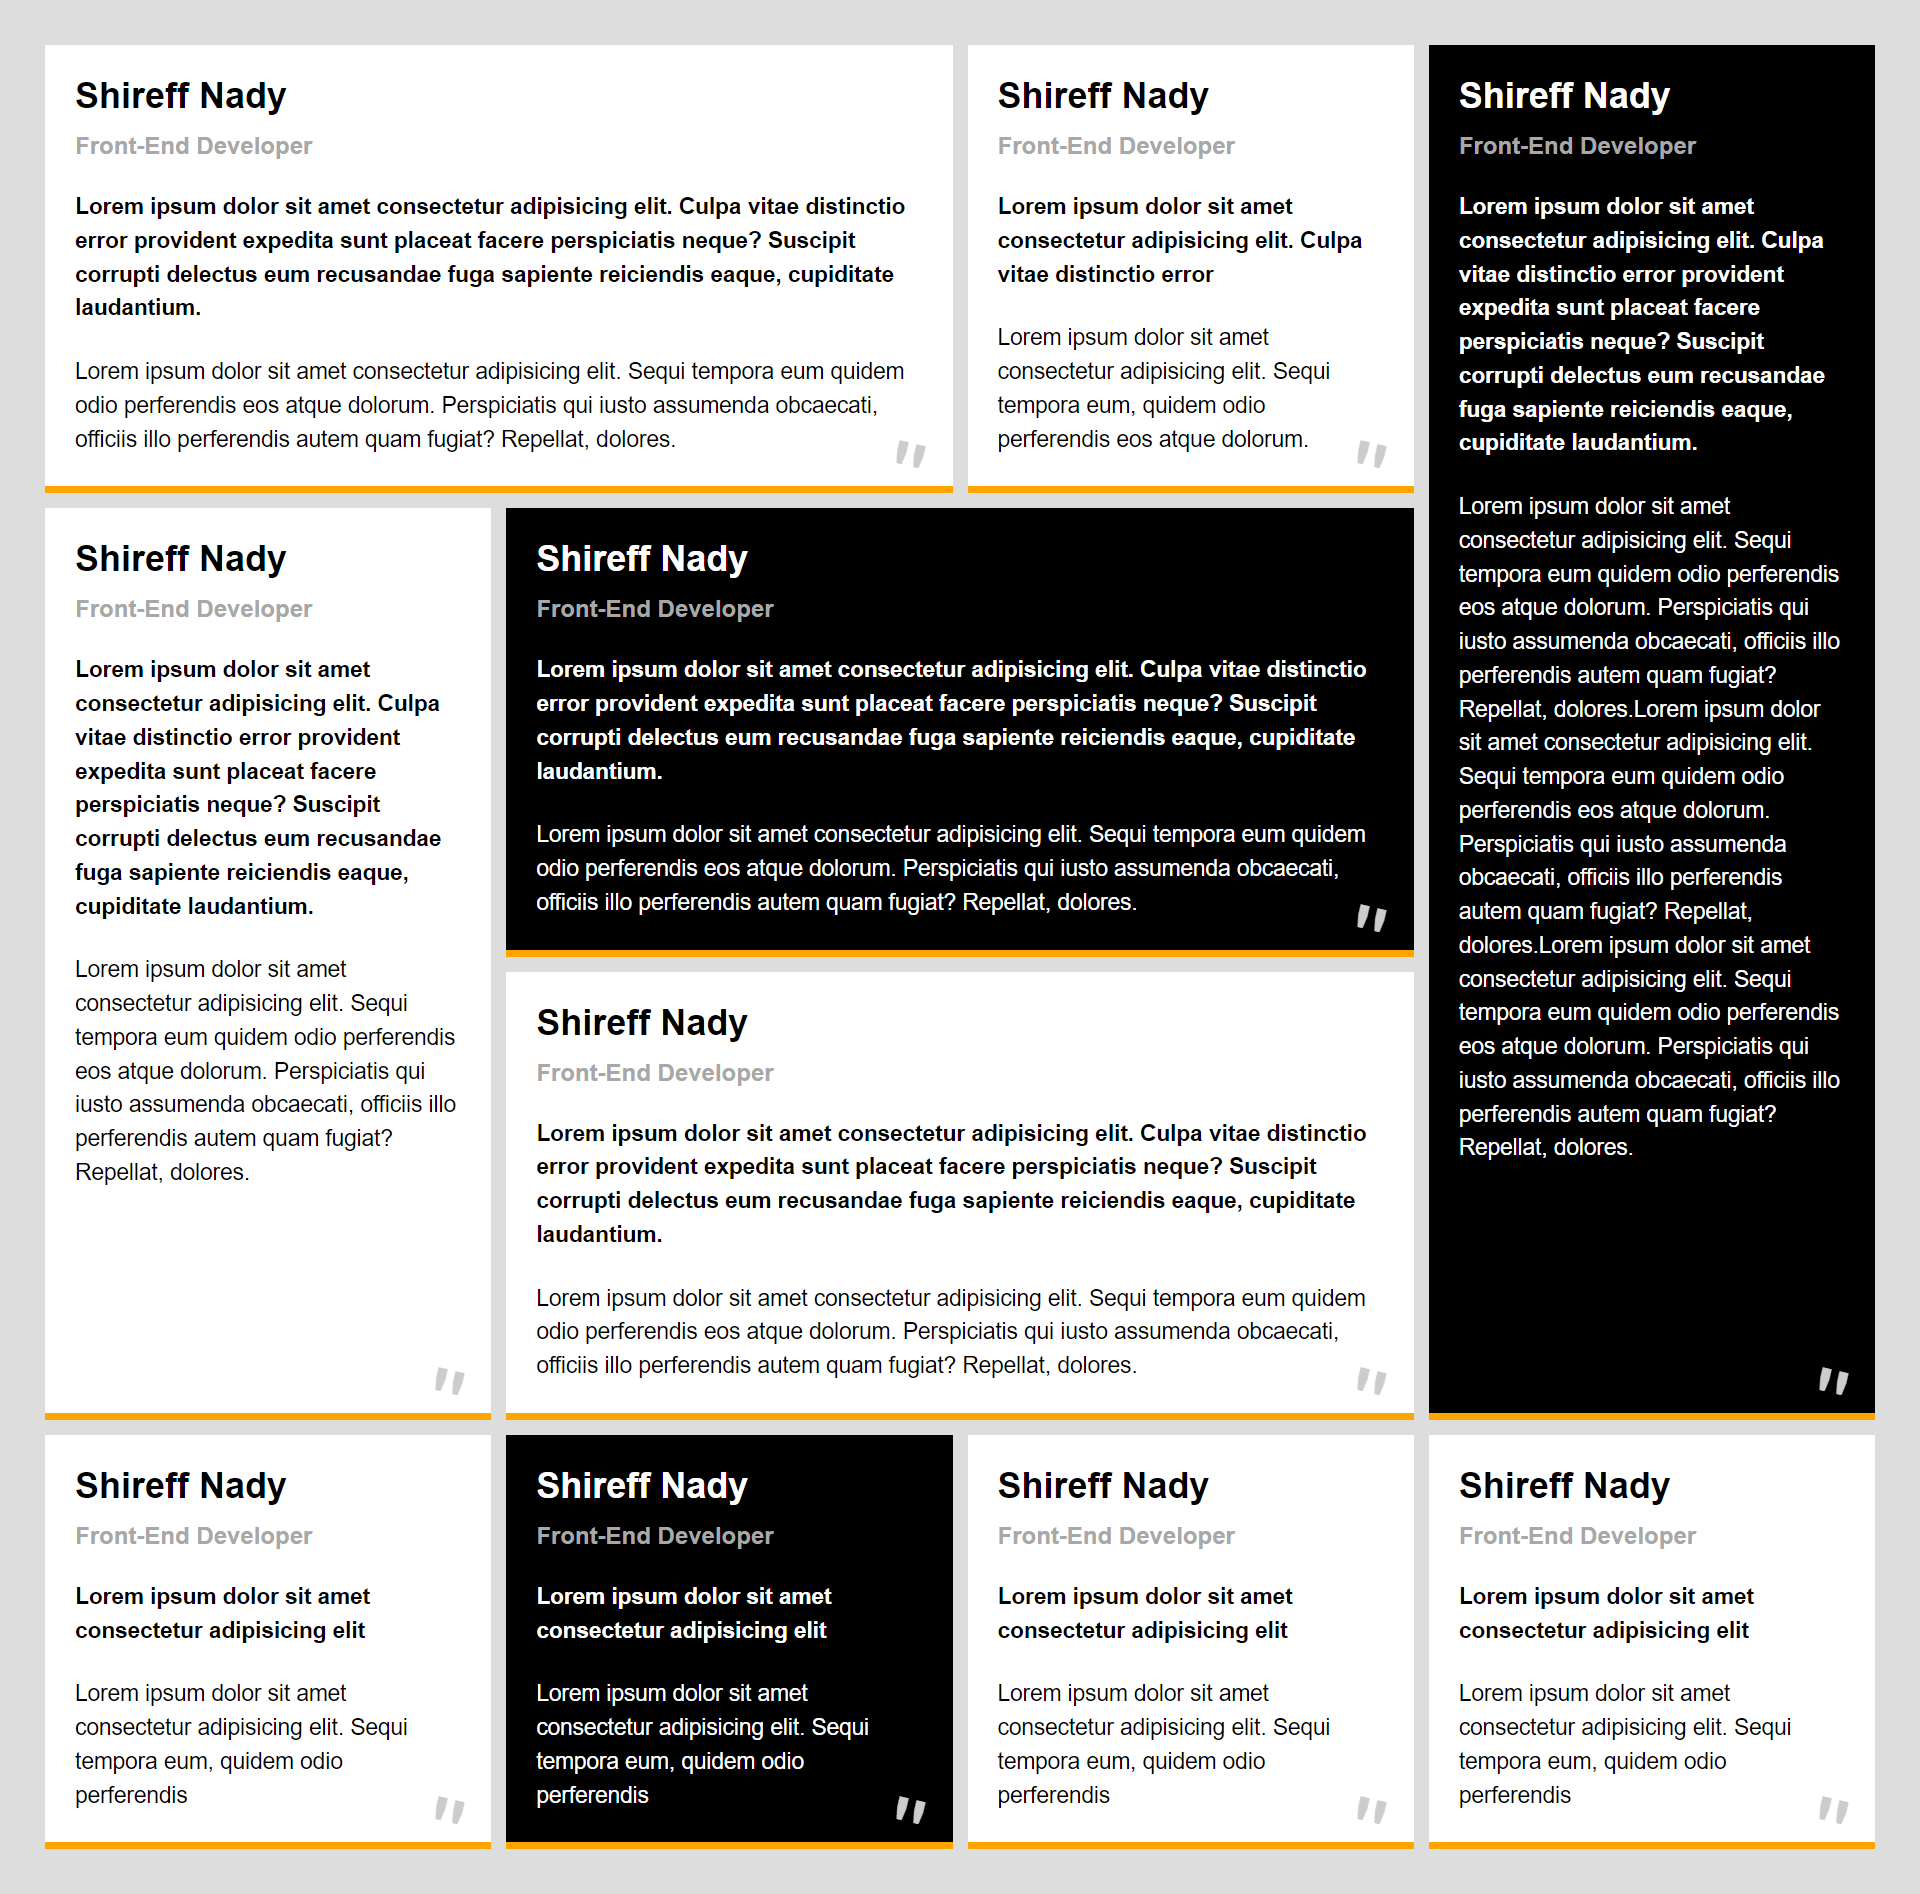 Shireff Nady
Front-End Developer
Lorem ipsum dolor sit amet consectetur adipisicing elit. Culpa vitae distinctio
error provident expedita sunt placeat facere perspiciatis neque? Suscipit
corrupti delectus eum recusandae fuga sapiente reiciendis eaque, cupiditate
laudantium.
Lorem ipsum dolor sit amet consectetur adipisicing elit. Sequi tempora eum quidem
odio perferendis eos atque dolorum. Perspiciatis qui iusto assumenda obcaecati,
officiis illo perferendis autem quam fugiat? Repellat, dolores.
"
Shireff Nady
Front-End Developer
Lorem ipsum dolor sit amet
consectetur adipisicing elit. Culpa
vitae distinctio error
Lorem ipsum dolor sit amet
consectetur adipisicing elit. Sequi
tempora eum, quidem odio
perferendis eos atque dolorum.
"
Shireff Nady
Front-End Developer
Lorem ipsum dolor sit amet
consectetur adipisicing elit. Culpa
vitae distinctio error provident
expedita sunt placeat facere
perspiciatis neque? Suscipit
corrupti delectus eum recusandae
fuga sapiente reiciendis eaque,
cupiditate laudantium.
Lorem ipsum dolor sit amet
consectetur adipisicing elit. Sequi
tempora eum quidem odio perferendis
eos atque dolorum. Perspiciatis qui
iusto assumenda obcaecati, officiis illo
perferendis autem quam fugiat?
Repellat, dolores.Lorem ipsum dolor
sit amet consectetur adipisicing elit.
Sequi tempora eum quidem odio
perferendis eos atque dolorum.
Perspiciatis qui iusto assumenda
obcaecati, officiis illo perferendis
autem quam fugiat? Repellat,
dolores.Lorem ipsum dolor sit amet
consectetur adipisicing elit. Sequi
tempora eum quidem odio perferendis
eos atque dolorum. Perspiciatis qui
iusto assumenda obcaecati, officiis illo
perferendis autem quam fugiat?
Repellat, dolores.
"
Shireff Nady
Front-End Developer
Lorem ipsum dolor sit amet
consectetur adipisicing elit. Culpa
vitae distinctio error provident
expedita sunt placeat facere
perspiciatis neque? Suscipit
corrupti delectus eum recusandae
fuga sapiente reiciendis eaque,
cupiditate laudantium.
Lorem ipsum dolor sit amet
consectetur adipisicing elit. Sequi
tempora eum quidem odio perferendis
eos atque dolorum. Perspiciatis qui
iusto assumenda obcaecati, officiis illo
perferendis autem quam fugiat?
Repellat, dolores.
"
Shireff Nady
Front-End Developer
Lorem ipsum dolor sit amet consectetur adipisicing elit. Culpa vitae distinctio
error provident expedita sunt placeat facere perspiciatis neque? Suscipit
corrupti delectus eum recusandae fuga sapiente reiciendis eaque, cupiditate
laudantium.
Lorem ipsum dolor sit amet consectetur adipisicing elit. Sequi tempora eum quidem
odio perferendis eos atque dolorum. Perspiciatis qui iusto assumenda obcaecati,
officiis illo perferendis autem quam fugiat? Repellat, dolores.
"
Shireff Nady
Front-End Developer
Lorem ipsum dolor sit amet consectetur adipisicing elit. Culpa vitae distinctio
error provident expedita sunt placeat facere perspiciatis neque? Suscipit
corrupti delectus eum recusandae fuga sapiente reiciendis eaque, cupiditate
laudantium.
Lorem ipsum dolor sit amet consectetur adipisicing elit. Sequi tempora eum quidem
odio perferendis eos atque dolorum. Perspiciatis qui iusto assumenda obcaecati,
officiis illo perferendis autem quam fugiat? Repellat, dolores.
"
Shireff Nady
Front-End Developer
Lorem ipsum dolor sit amet
consectetur adipisicing elit
Lorem ipsum dolor sit amet
consectetur adipisicing elit. Sequi
tempora eum, quidem odio
perferendis
"
Shireff Nady
Front-End Developer
Lorem ipsum dolor sit amet
consectetur adipisicing elit
Lorem ipsum dolor sit amet
consectetur adipisicing elit. Sequi
tempora eum, quidem odio
perferendis
"
Shireff Nady
Front-End Developer
Lorem ipsum dolor sit amet
consectetur adipisicing elit
Lorem ipsum dolor sit amet
consectetur adipisicing elit. Sequi
tempora eum, quidem odio
perferendis
"
Shireff Nady
Front-End Developer
Lorem ipsum dolor sit amet
consectetur adipisicing elit
Lorem ipsum dolor sit amet
consectetur adipisicing elit. Sequi
tempora eum, quidem odio
perferendis
"